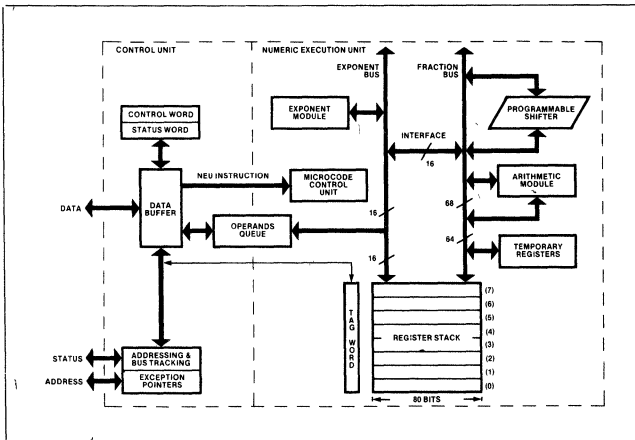 CONTROL UNIT
NUMERIC EXECUTION UNIT
EXPONENT
BUS
FRACTION
BUS
CONTROL WORD
STATUS WORD
EXPONENT
MODULE
PROGRAMMABLE
SHIFTER
INTERFACE
16
NEU INSTRUCTION
MICROCODE
CONTROL
UNIT
ARITHMETIC
MODULE
DATA
DATA
BUFFER
OPERANDS
QUEUE
16
68
64
TEMPORARY
REGISTERS
16
TAG WORD
REGISTER STACK
(7)
(6)
(5)
(4)
(3)
(2)
(1)
(0)
80 BITS
STATUS
ADDRESS
ADDRESSING &
BUS TRACKING
EXCEPTION
POINTERS